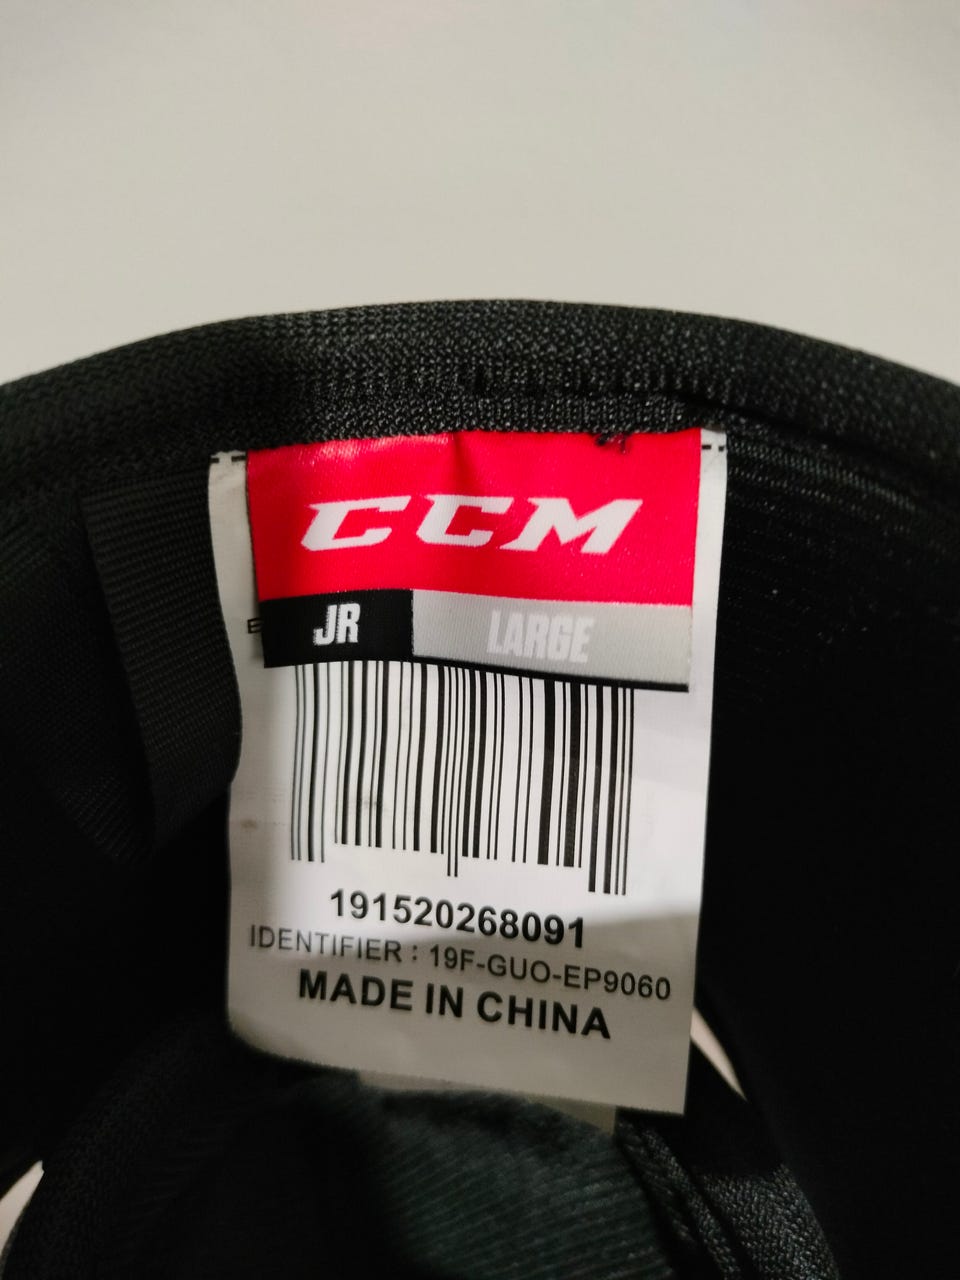 CCM
JR LARGE
191520268091
IDENTIFIER : 19F-GUO-EP9060
MADE IN CHINA